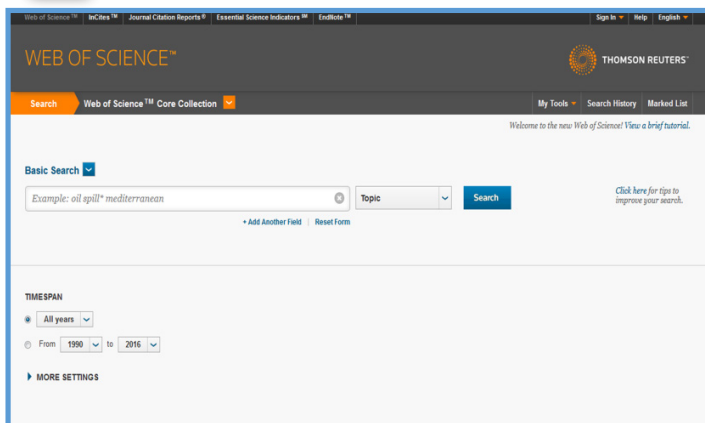 Web of Science™ InCites™ Journal Citation Reports® Essential Science Indicators℠ EndNote™ Sign In Help English
WEB OF SCIENCE™
THOMSON REUTERS™
Search Web of Science™ Core Collection My Tools Search History Marked List
Welcome to the new Web of Science! View a brief tutorial.
Basic Search
Example: oil spill* mediterranean Topic Search Click here for tips to
improve your search.
+ Add Another Field | Reset Form
TIMESPAN
All years
From 1990 to 2016
MORE SETTINGS